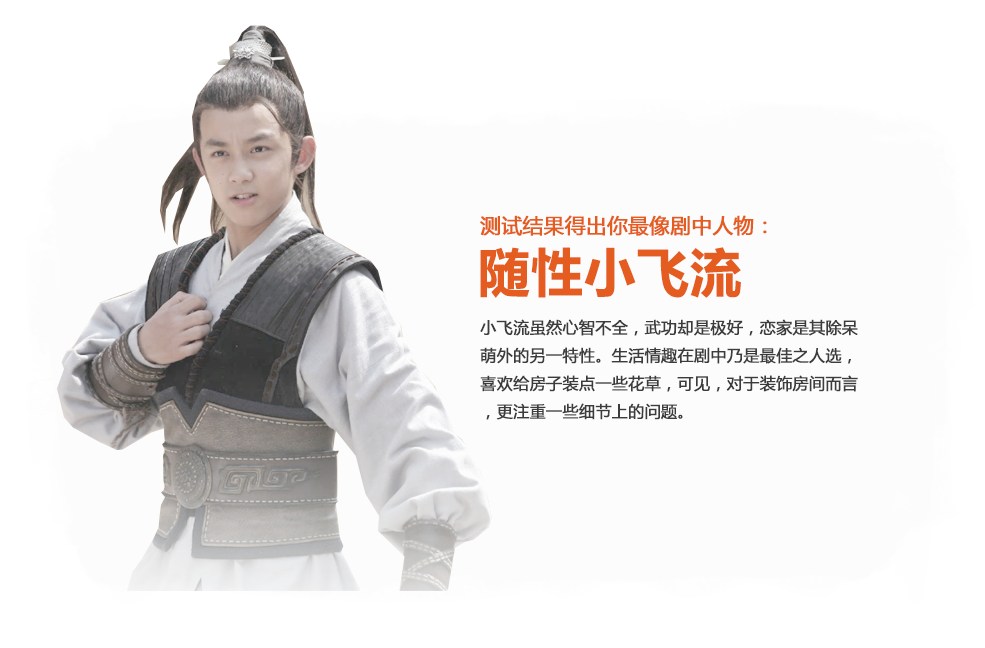 测试结果得出你最像剧中人物：
随性小飞流
小飞流虽然心智不全，武功却是极好，恋家是其除呆
萌外的另一特性。生活情趣在剧中乃是最佳之人选，
喜欢给房子装点一些花草，可见，对于装饰房间而言
，更注重一些细节上的问题。